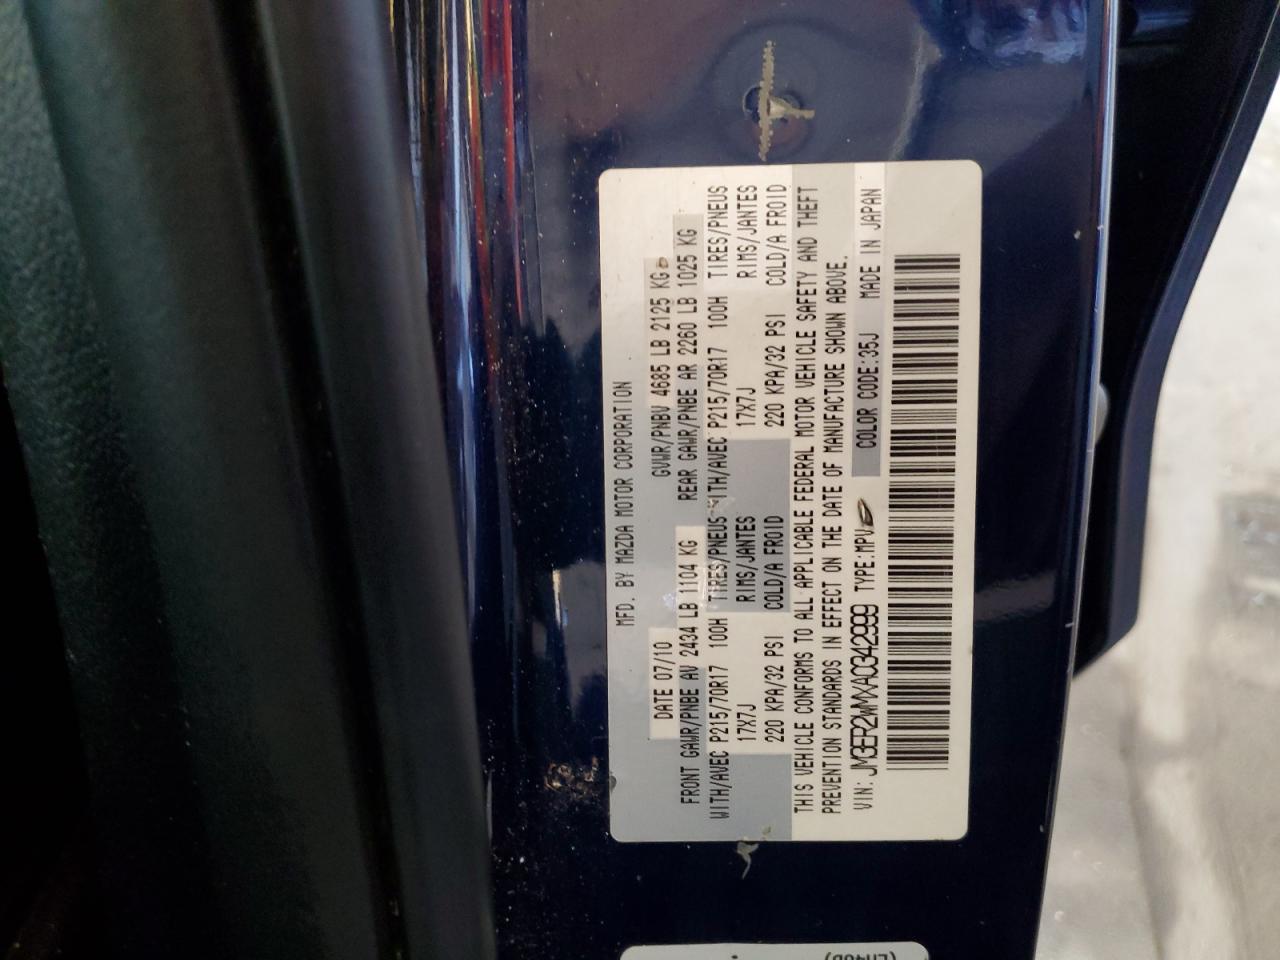 MFD. BY MAZDA MOTOR CORPORATION
DATE 07/10 GVWR/PNBV 4685 LB 2125 KG
FRONT GAWR/PNBE AV 2434 LB 1104 KG REAR GAWR/PNBE AR 2260 LB 1025 KG
WITH/AVEC P215/70R17 100H TIRES/PNEUS WITH/AVEC P215/70R17 100H TIRES/PNEUS
17X7J RIMS/JANTES 17X7J RIMS/JANTES
220 KPA/32 PSI COLD/A FROID 220 KPA/32 PSI COLD/A FROID
THIS VEHICLE CONFORMS TO ALL APPLICABLE FEDERAL MOTOR VEHICLE SAFETY AND THEFT
PREVENTION STANDARDS IN EFFECT ON THE DATE OF MANUFACTURE SHOWN ABOVE.
VIN: JM3ER2WMXA0342999 TYPE:MPV COLOR CODE:35J MADE IN JAPAN